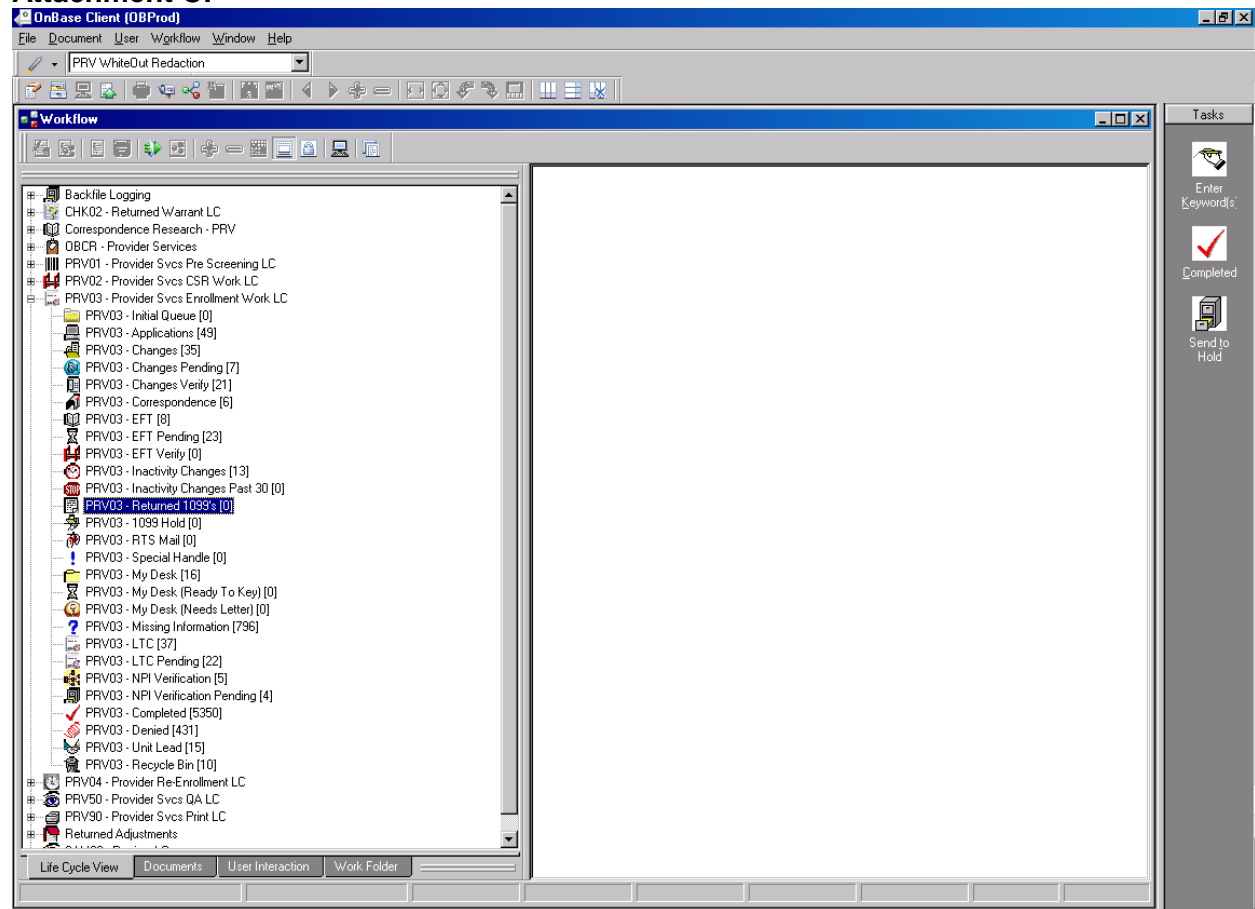 OnBase Client (OBProd)
File Document User Workflow Window Help
PRV WhiteOut Redaction
Workflow
Backfile Logging
CHK02 - Returned Warrant LC
Correspondence Research - PRV
OBCR - Provider Services
PRV01 - Provider Svcs Pre Screening LC
PRV02 - Provider Svcs CSR Work LC
PRV03 - Provider Svcs Enrollment Work LC
PRV03 - Initial Queue [0]
PRV03 - Applications [49]
PRV03 - Changes [35]
PRV03 - Changes Pending [7]
PRV03 - Changes Verify [21]
PRV03 - Correspondence [6]
PRV03 - EFT [8]
PRV03 - EFT Pending [23]
PRV03 - EFT Verify [0]
PRV03 - Inactivity Changes [13]
STOP PRV03 - Inactivity Changes Past 30 [0]
PRV03 - Returned 1099's [0]
PRV03 - 1099 Hold [0]
PRV03 - RTS Mail [0]
PRV03 - Special Handle [0]
PRV03 - My Desk [16]
PRV03 - My Desk (Ready To Key) [0]
PRV03 - My Desk (Needs Letter) [0]
PRV03 - Missing Information [796]
PRV03 - LTC [37]
PRV03 - LTC Pending [22]
PRV03 - NPI Verification [5]
PRV03 - NPI Verification Pending [4]
PRV03 - Completed [5350]
PRV03 - Denied [431]
PRV03 - Unit Lead [15]
PRV03 - Recycle Bin [10]
PRV04 - Provider Re-Enrollment LC
PRV50 - Provider Svcs QA LC
PRV90 - Provider Svcs Print LC
Returned Adjustments
Life Cycle View Documents User Interaction Work Folder
Tasks
Enter
Keyword(s)
Completed
Send to
Hold